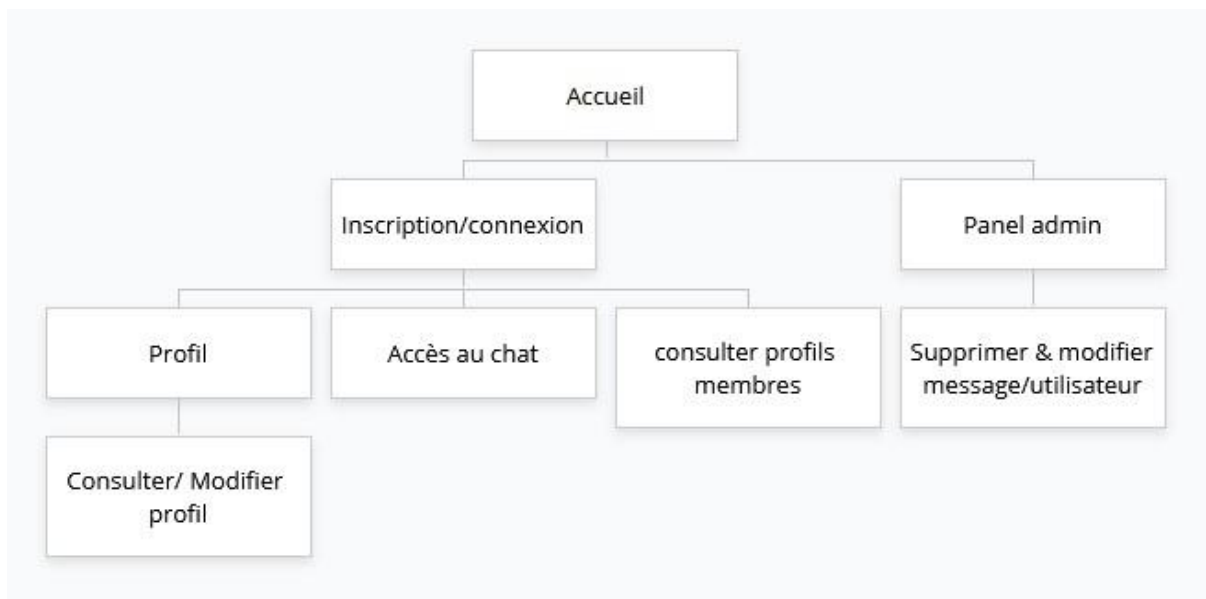 Accueil
Inscription/connexion
Panel admin
Profil
Accès au chat
consulter profils
membres
Supprimer & modifier
message/utilisateur
Consulter/ Modifier
profil